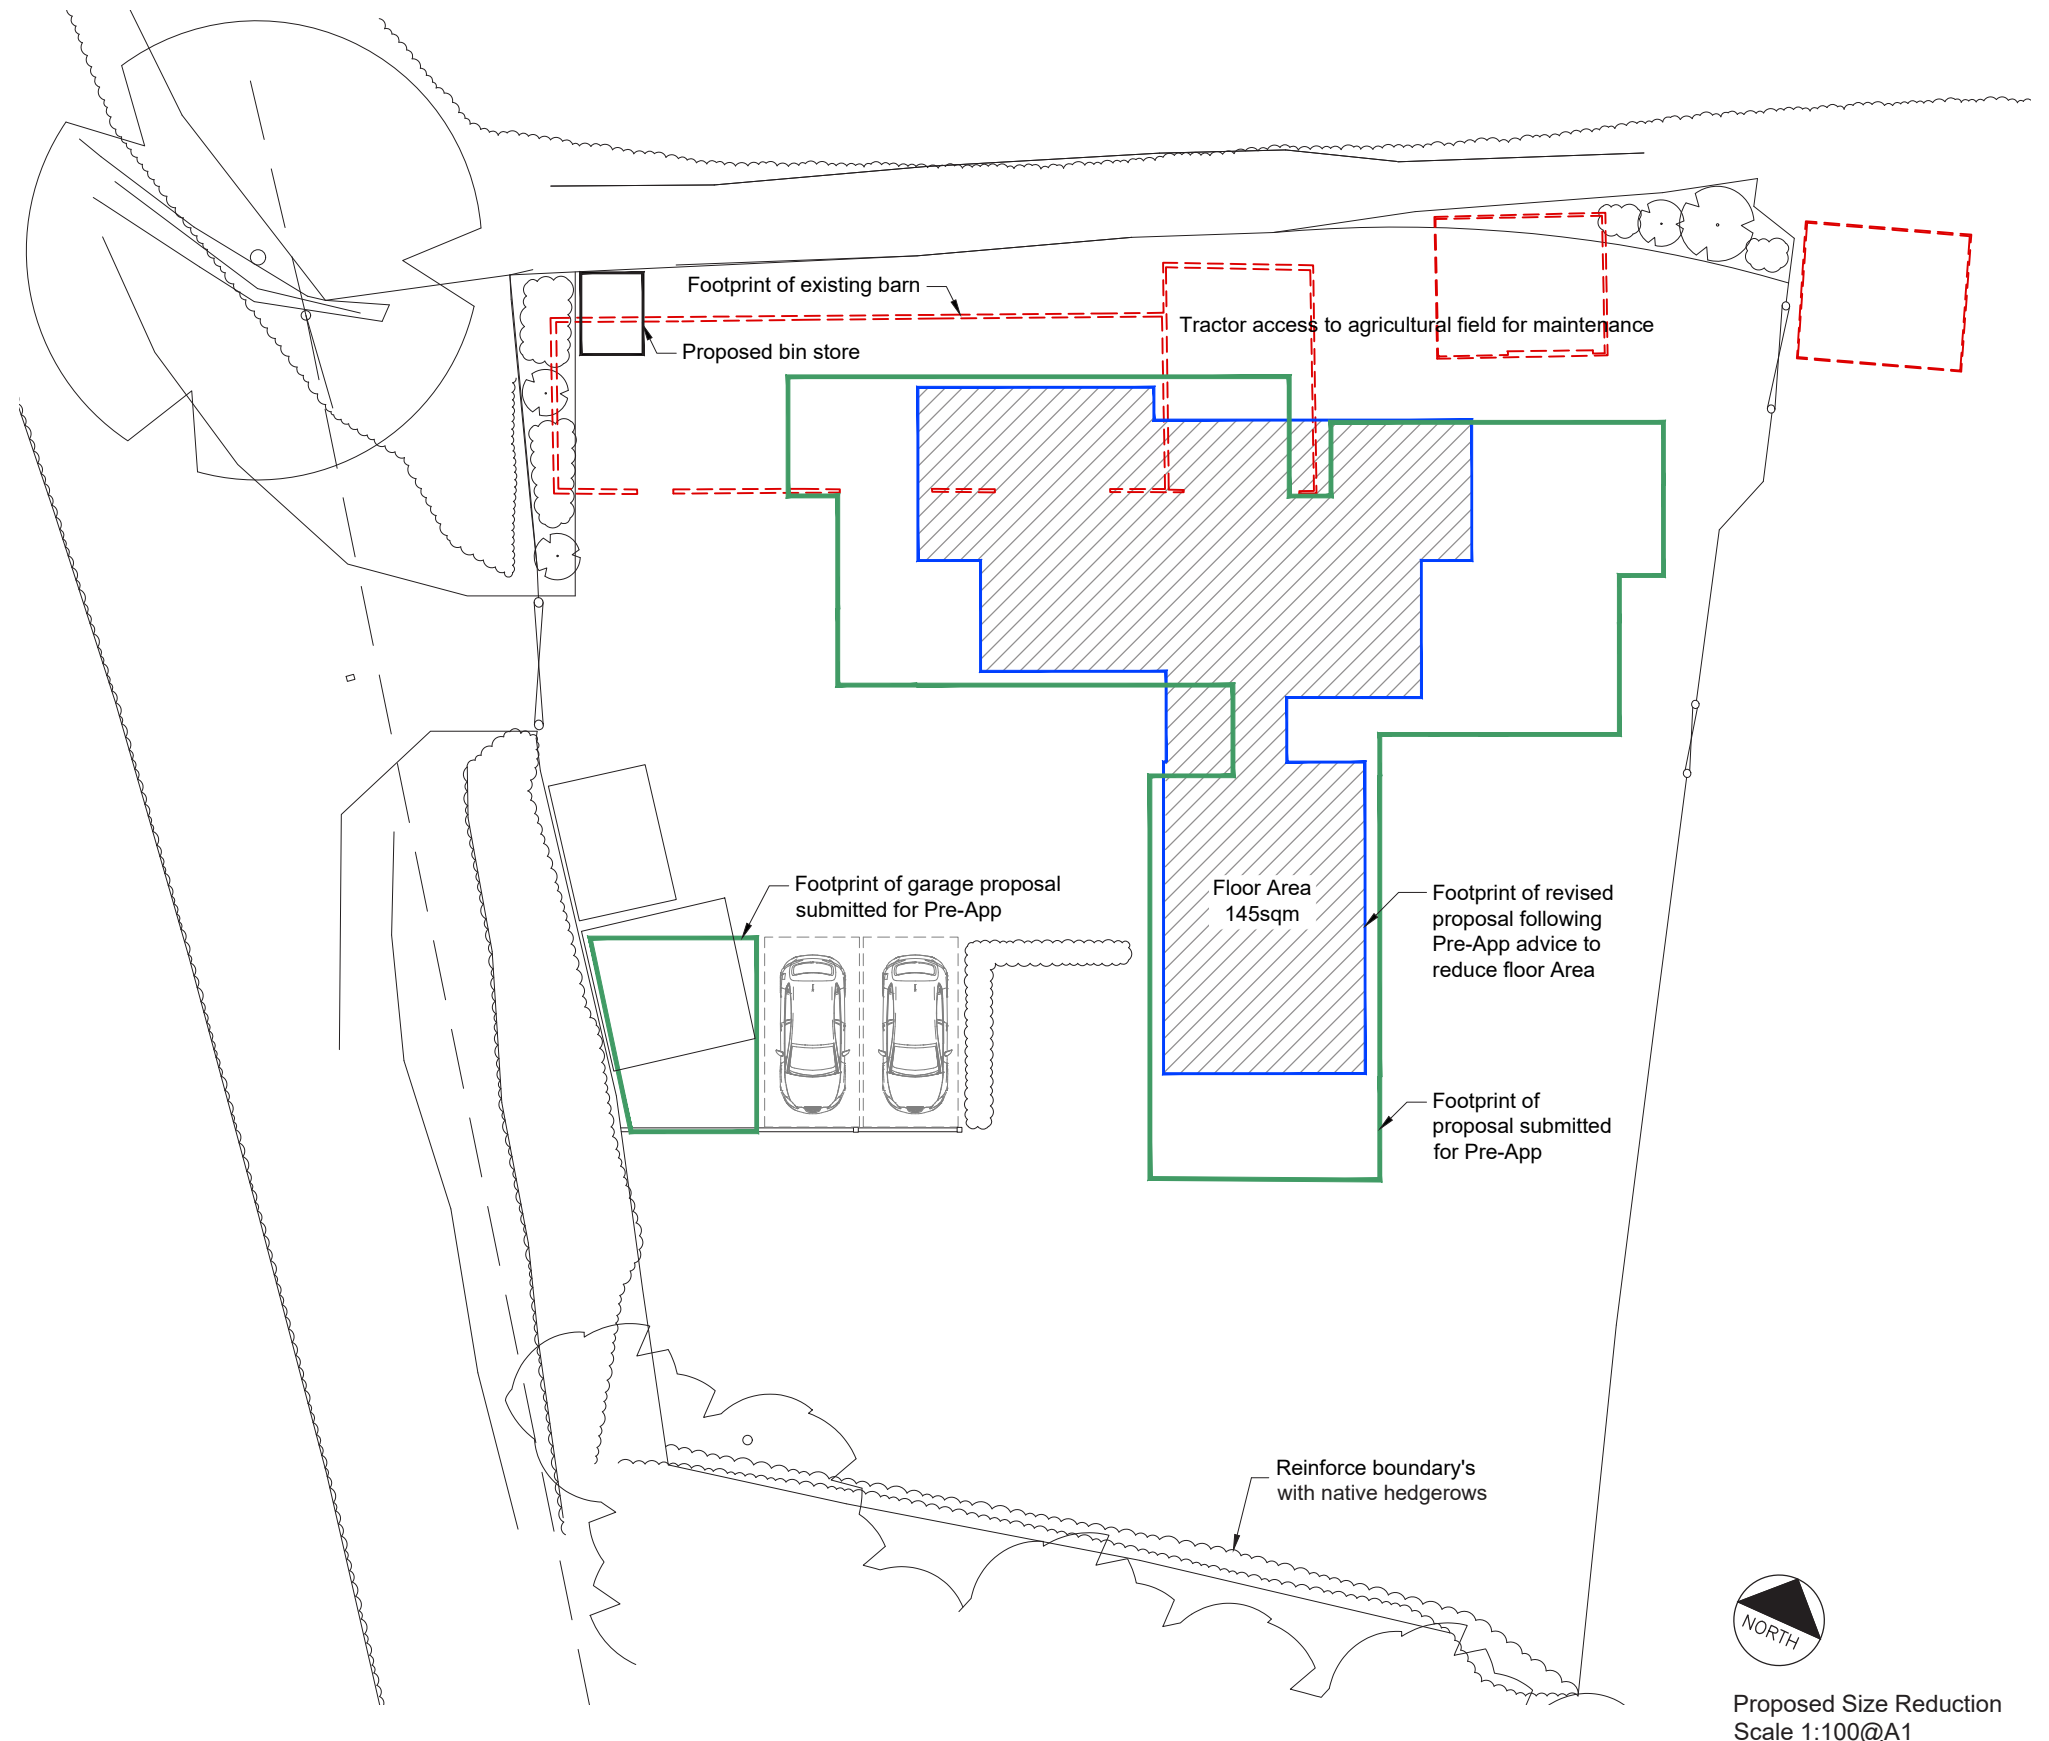 Footprint of existing barn
Tractor access to agricultural field for maintenance
Proposed bin store
Footprint of garage proposal
submitted for Pre-App
Floor Area
145sqm
Footprint of revised
proposal following
Pre-App advice to
reduce floor Area
Footprint of
proposal submitted
for Pre-App
Reinforce boundary's
with native hedgerows
NORTH
Proposed Size Reduction
Scale 1:100@A1